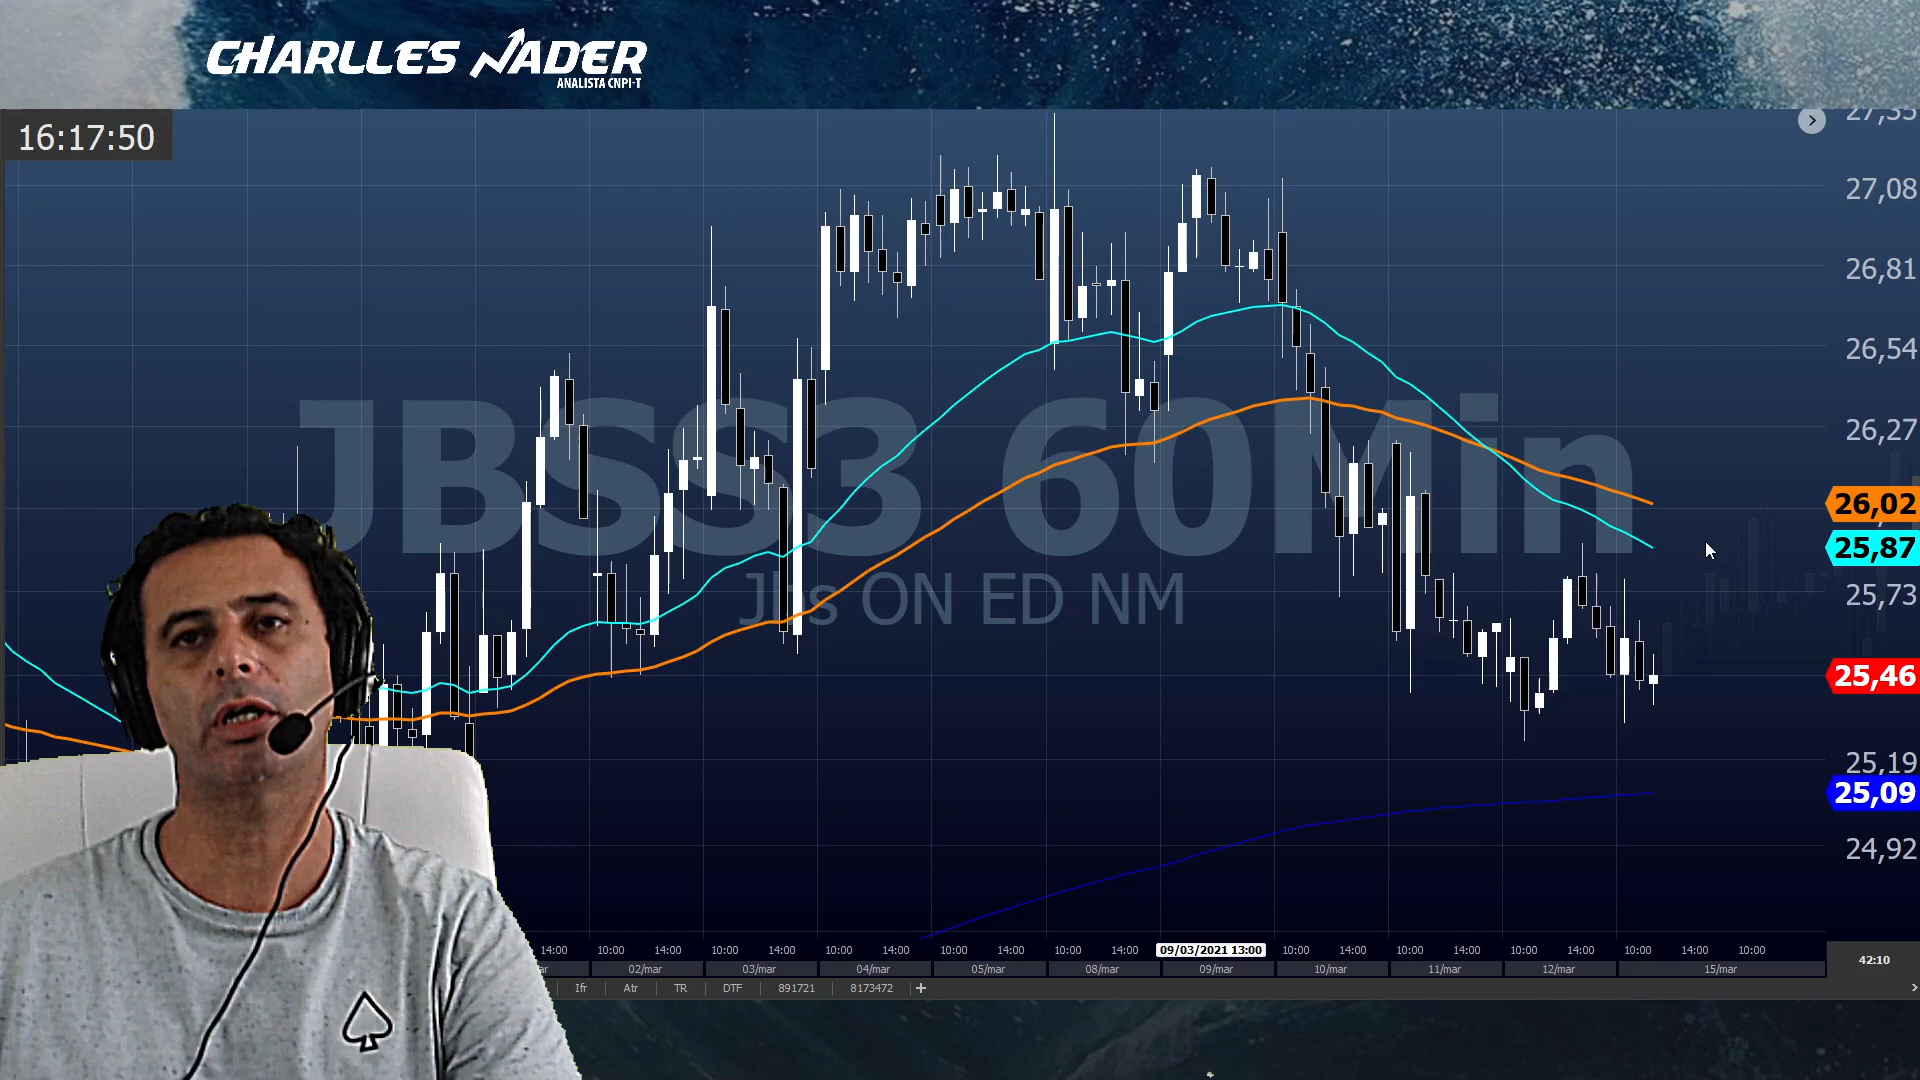 CHARLLES NADER
ANALISTA CNPI-T
16:17:50
27,35
27,08
26,81
26,54
26,27
26,02
25,87
25,73
25,46
25,19
25,09
24,92
JBSS3 60Min
Jbs ON ED NM
14:00 10:00 14:00 10:00 14:00 10:00 14:00 10:00 14:00 10:00 14:00 09/03/2021 13:00 10:00 14:00 10:00 14:00 10:00 14:00 10:00 14:00 10:00
02/mar 03/mar 04/mar 05/mar 08/mar 09/mar 10/mar 11/mar 12/mar 15/mar
42:10
Ifr Atr TR DTF 891721 8173472 +